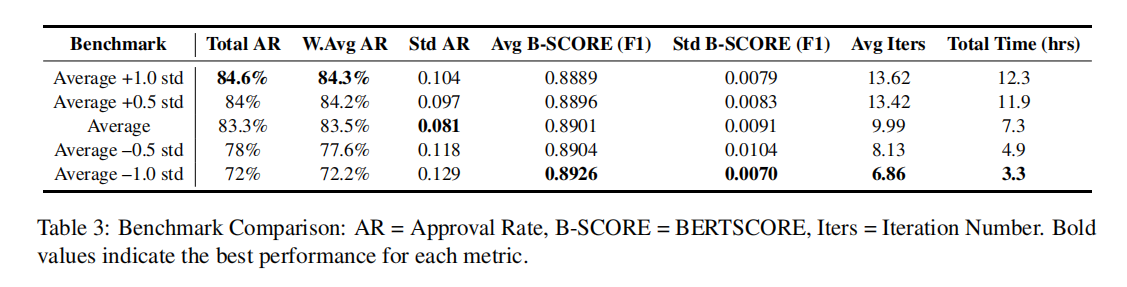 Benchmark Total AR W.Avg AR Std AR Avg B-SCORE (F1) Std B-SCORE (F1) Avg Iters Total Time (hrs)
Average +1.0 std 84.6% 84.3% 0.104 0.8889 0.0079 13.62 12.3
Average +0.5 std 84% 84.2% 0.097 0.8896 0.0083 13.42 11.9
Average 83.3% 83.5% 0.081 0.8901 0.0091 9.99 7.3
Average –0.5 std 78% 77.6% 0.118 0.8904 0.0104 8.13 4.9
Average –1.0 std 72% 72.2% 0.129 0.8926 0.0070 6.86 3.3
Table 3: Benchmark Comparison: AR = Approval Rate, B-SCORE = BERTSCORE, Iters = Iteration Number. Bold
values indicate the best performance for each metric.